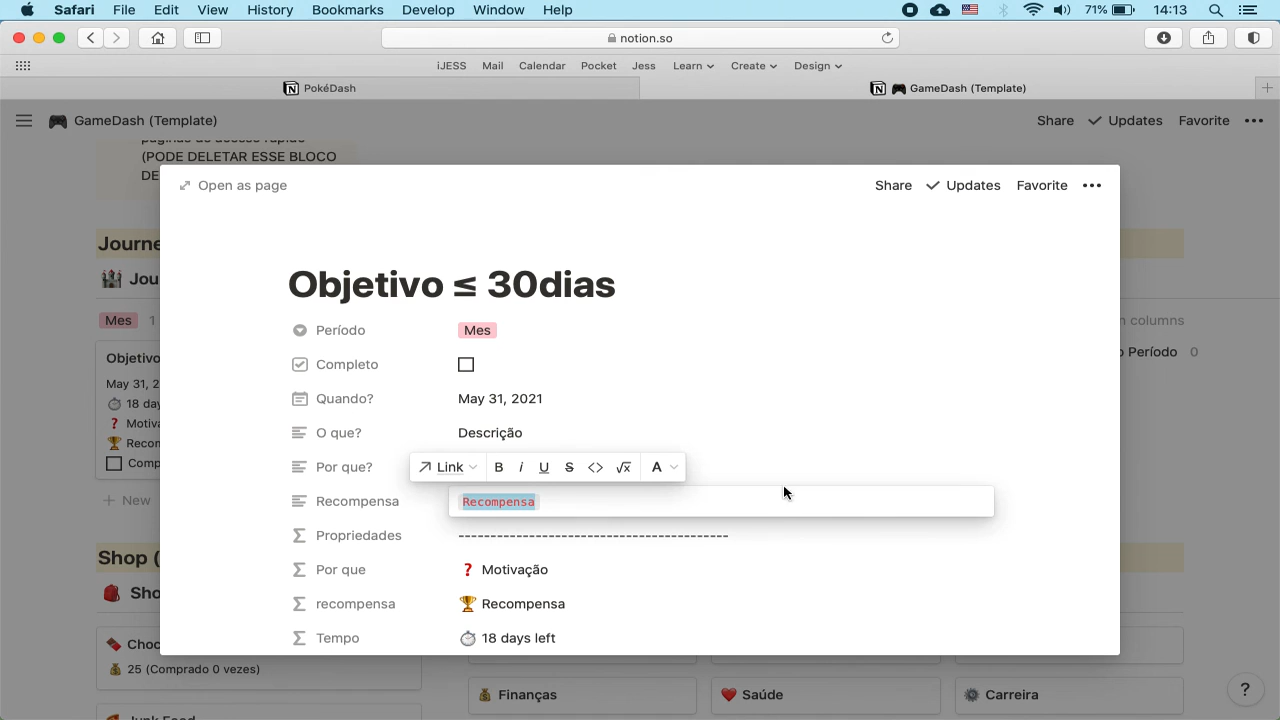 Safari File Edit View History Bookmarks Develop Window Help 71% 14:13
notion.so
iJESS Mail Calendar Pocket Jess Learn Create Design
PokéDash 🎮 GameDash (Template)
🎮 GameDash (Template) Share Updates Favorite •••
(PODE DELETAR ESSE BLOCO
DE
Open as page Share Updates Favorite •••
Journe
Jou
Objetivo ≤ 30dias
Mes 1
columns
Período Mes
Objetivo
o Período 0
Completo
May 31, 2
Quando? May 31, 2021
⏱ 18 day
❓ Motiva
O que? Descrição
🏆 Recom
Comp
Por que? Link B i U S <> √x A
+ New
Recompensa Recompensa
Propriedades ------------------------------------------
Shop (
Por que ❓ Motivação
Sho
recompensa 🏆 Recompensa
Tempo ⏱ 18 days left
🍫 Choc
💰 25 (Comprado 0 vezes)
💰 Finanças ❤️ Saúde ⚙️ Carreira
?